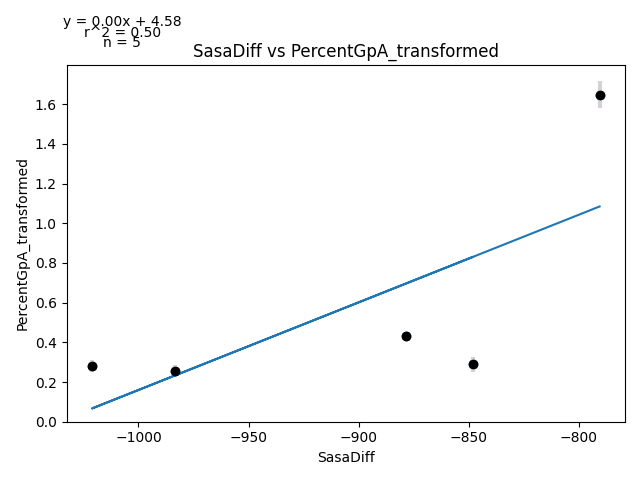 y = 0.00x + 4.58
r^2 = 0.50
n = 5
SasaDiff vs PercentGpA_transformed
PercentGpA_transformed
1.6
1.4
1.2
1.0
0.8
0.6
0.4
0.2
0.0
−1000 −950 −900 −850 −800
SasaDiff